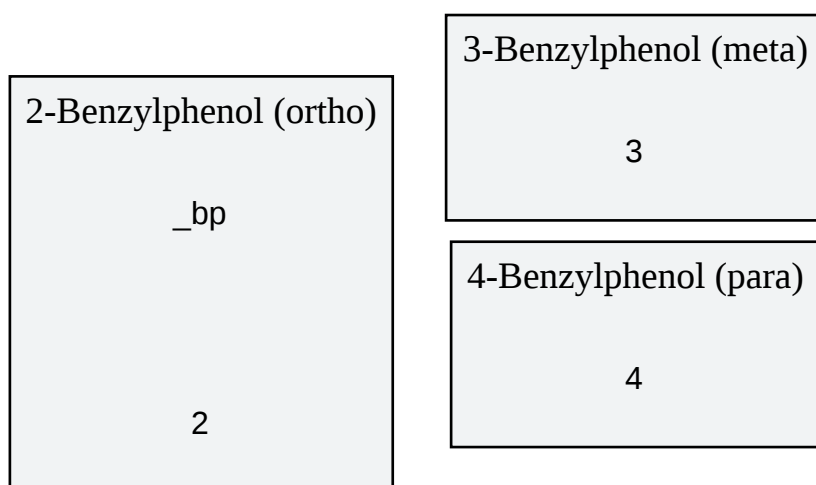 2-Benzylphenol (ortho)
_bp
2
3-Benzylphenol (meta)
3
4-Benzylphenol (para)
4